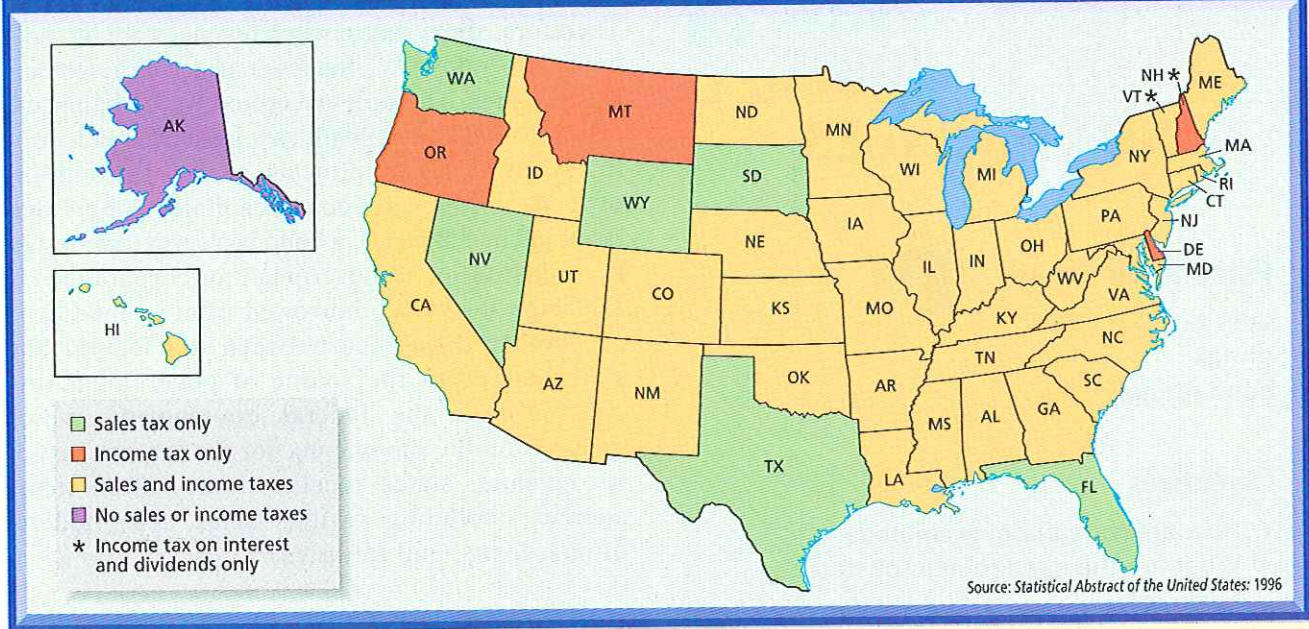 AK
HI
Sales tax only
Income tax only
Sales and income taxes
No sales or income taxes
* Income tax on interest
and dividends only
WA
MT
ND
MN
OR
ID
WY
SD
WI
MI
NY
VT *
NH *
ME
MA
RI
CT
NJ
DE
MD
PA
NV
UT
CO
NE
IA
IL
IN
OH
WV
VA
CA
KS
MO
KY
NC
AZ
NM
OK
AR
TN
SC
MS
AL
GA
TX
LA
FL
Source: Statistical Abstract of the United States: 1996